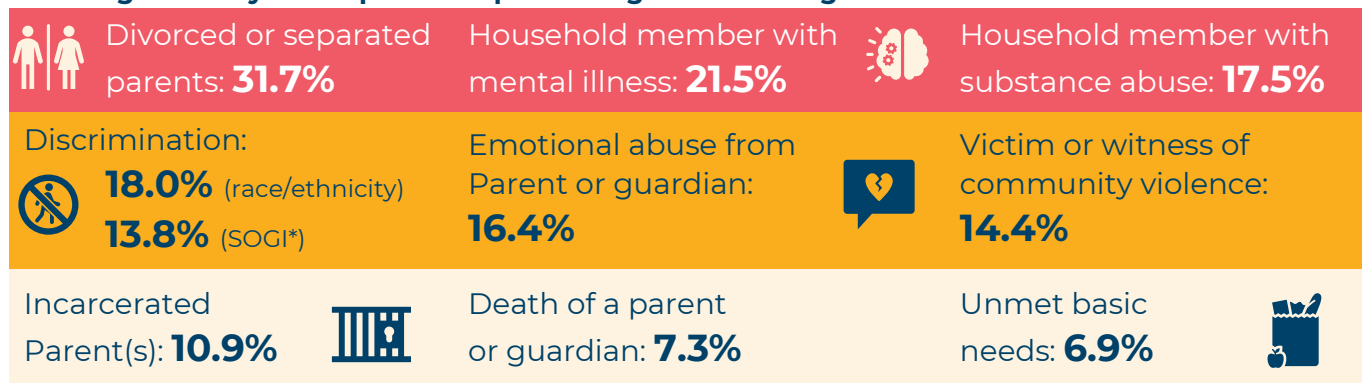 Divorced or separated
parents: 31.7%
Household member with
mental illness: 21.5%
Household member with
substance abuse: 17.5%
Discrimination:
18.0% (race/ethnicity)
13.8% (SOGI*)
Emotional abuse from
Parent or guardian:
16.4%
Victim or witness of
community violence:
14.4%
Incarcerated
Parent(s): 10.9%
Death of a parent
or guardian: 7.3%
Unmet basic
needs: 6.9%